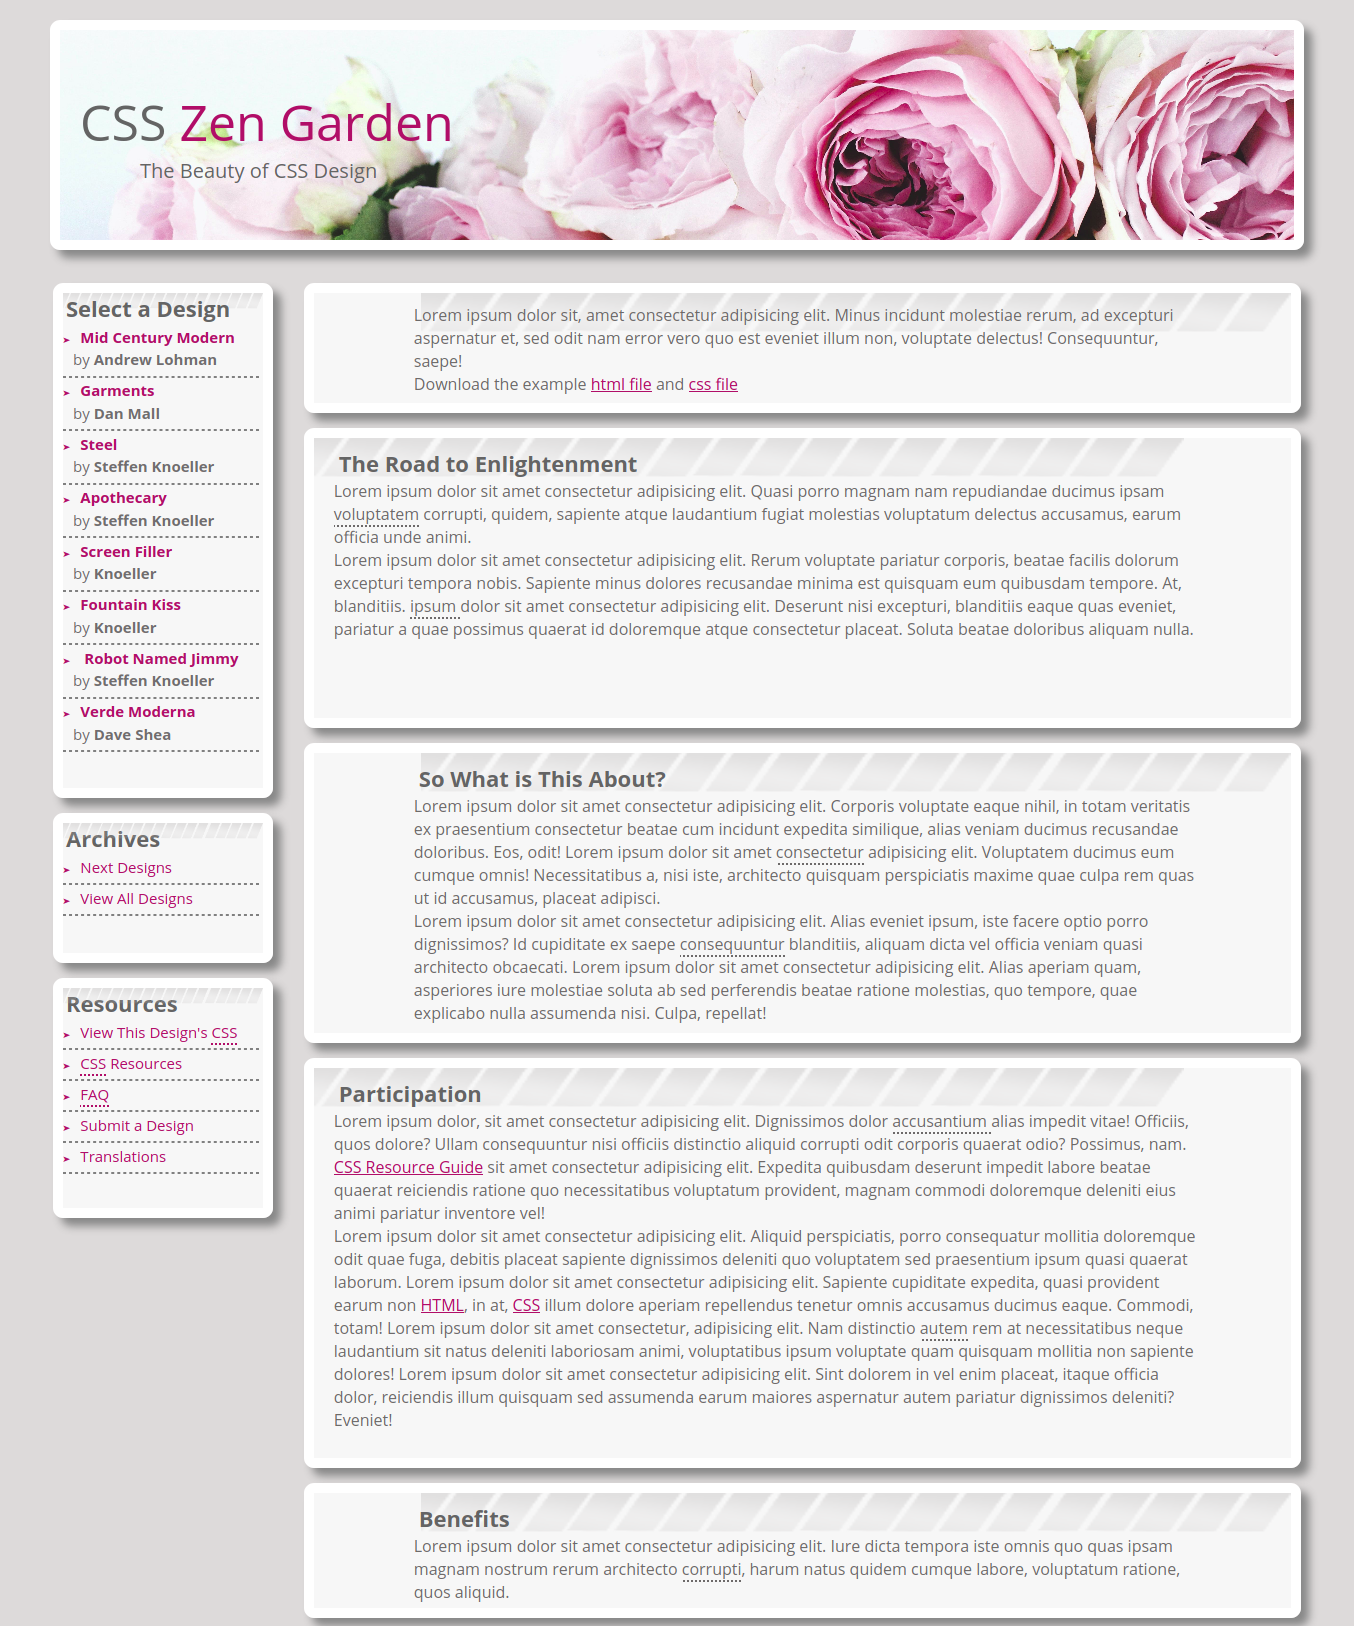 CSS Zen Garden
The Beauty of CSS Design
Select a Design
Mid Century Modern
by Andrew Lohman
Garments
by Dan Mall
Steel
by Steffen Knoeller
Apothecary
by Steffen Knoeller
Screen Filler
by Knoeller
Fountain Kiss
by Knoeller
Robot Named Jimmy
by Steffen Knoeller
Verde Moderna
by Dave Shea
Archives
Next Designs
View All Designs
Resources
View This Design's CSS
CSS Resources
FAQ
Submit a Design
Translations
Lorem ipsum dolor sit, amet consectetur adipisicing elit. Minus incidunt molestiae rerum, ad excepturi
aspernatur et, sed odit nam error vero quo est eveniet illum non, voluptate delectus! Consequuntur,
saepe!
Download the example html file and css file
The Road to Enlightenment
Lorem ipsum dolor sit amet consectetur adipisicing elit. Quasi porro magnam nam repudiandae ducimus ipsam
voluptatem corrupti, quidem, sapiente atque laudantium fugiat molestias voluptatum delectus accusamus, earum
officia unde animi.
Lorem ipsum dolor sit amet consectetur adipisicing elit. Rerum voluptate pariatur corporis, beatae facilis dolorum
excepturi tempora nobis. Sapiente minus dolores recusandae minima est quisquam eum quibusdam tempore. At,
blanditiis. ipsum dolor sit amet consectetur adipisicing elit. Deserunt nisi excepturi, blanditiis eaque quas eveniet,
pariatur a quae possimus quaerat id doloremque atque consectetur placeat. Soluta beatae doloribus aliquam nulla.
So What is This About?
Lorem ipsum dolor sit amet consectetur adipisicing elit. Corporis voluptate eaque nihil, in totam veritatis
ex praesentium consectetur beatae cum incidunt expedita similique, alias veniam ducimus recusandae
doloribus. Eos, odit! Lorem ipsum dolor sit amet consectetur adipisicing elit. Voluptatem ducimus eum
cumque omnis! Necessitatibus a, nisi iste, architecto quisquam perspiciatis maxime quae culpa rem quas
ut id accusamus, placeat adipisci.
Lorem ipsum dolor sit amet consectetur adipisicing elit. Alias eveniet ipsum, iste facere optio porro
dignissimos? Id cupiditate ex saepe consequuntur blanditiis, aliquam dicta vel officia veniam quasi
architecto obcaecati. Lorem ipsum dolor sit amet consectetur adipisicing elit. Alias aperiam quam,
asperiores iure molestiae soluta ab sed perferendis beatae ratione molestias, quo tempore, quae
explicabo nulla assumenda nisi. Culpa, repellat!
Participation
Lorem ipsum dolor, sit amet consectetur adipisicing elit. Dignissimos dolor accusantium alias impedit vitae! Officiis,
quos dolore? Ullam consequuntur nisi officiis distinctio aliquid corrupti odit corporis quaerat odio? Possimus, nam.
CSS Resource Guide sit amet consectetur adipisicing elit. Expedita quibusdam deserunt impedit labore beatae
quaerat reiciendis ratione quo necessitatibus voluptatum provident, magnam commodi doloremque deleniti eius
animi pariatur inventore vel!
Lorem ipsum dolor sit amet consectetur adipisicing elit. Aliquid perspiciatis, porro consequatur mollitia doloremque
odit quae fuga, debitis placeat sapiente dignissimos deleniti quo voluptatem sed praesentium ipsum quasi quaerat
laborum. Lorem ipsum dolor sit amet consectetur adipisicing elit. Sapiente cupiditate expedita, quasi provident
earum non HTML, in at, CSS illum dolore aperiam repellendus tenetur omnis accusamus ducimus eaque. Commodi,
totam! Lorem ipsum dolor sit amet consectetur, adipisicing elit. Nam distinctio autem rem at necessitatibus neque
laudantium sit natus deleniti laboriosam animi, voluptatibus ipsum voluptate quam quisquam mollitia non sapiente
dolores! Lorem ipsum dolor sit amet consectetur adipisicing elit. Sint dolorem in vel enim placeat, itaque officia
dolor, reiciendis illum quisquam sed assumenda earum maiores aspernatur autem pariatur dignissimos deleniti?
Eveniet!
Benefits
Lorem ipsum dolor sit amet consectetur adipisicing elit. Iure dicta tempora iste omnis quo quas ipsam
magnam nostrum rerum architecto corrupti, harum natus quidem cumque labore, voluptatum ratione,
quos aliquid.